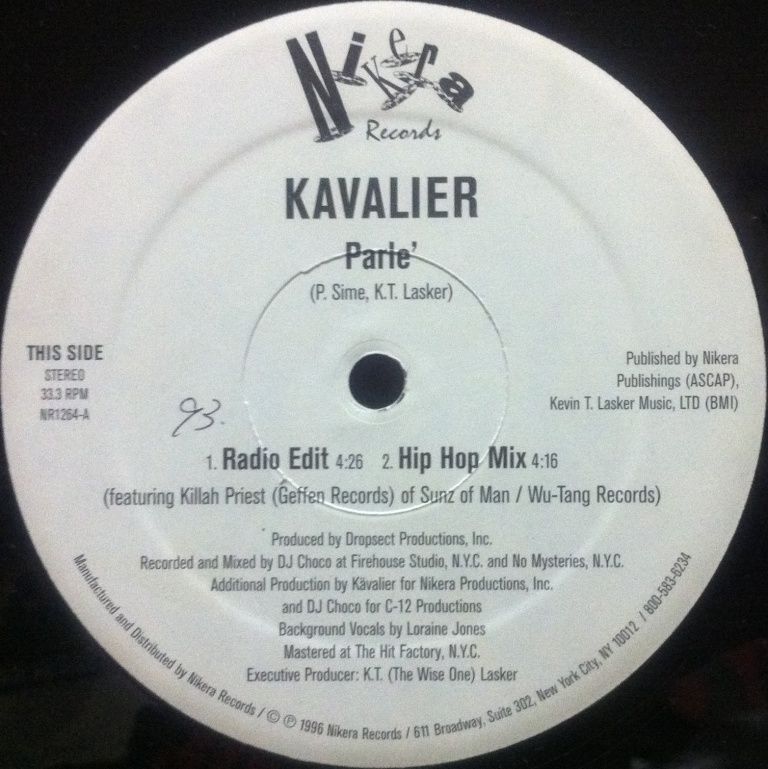 Nikera
Records
KAVALIER
Parle'
(P. Sime, K.T. Lasker)
THIS SIDE
STEREO
33.3 RPM
NR1264-A
Published by Nikera
Publishings (ASCAP),
Kevin T. Lasker Music, LTD (BMI)
93.
1. Radio Edit 4:26 2. Hip Hop Mix 4:16
(featuring Killah Priest (Geffen Records) of Sunz of Man / Wu-Tang Records)
Produced by Dropsect Productions, Inc.
Recorded and Mixed by DJ Choco at Firehouse Studio, N.Y.C. and No Mysteries, N.Y.C.
Additional Production by Kavalier for Nikera Productions, Inc.
and DJ Choco for C-12 Productions
Background Vocals by Loraine Jones
Mastered at The Hit Factory, N.Y.C.
Executive Producer: K.T. (The Wise One) Lasker
Manufactured and Distributed by Nikera Records / © ℗ 1996 Nikera Records / 611 Broadway, Suite 302, New York City, NY 10012 / 800-583-6234